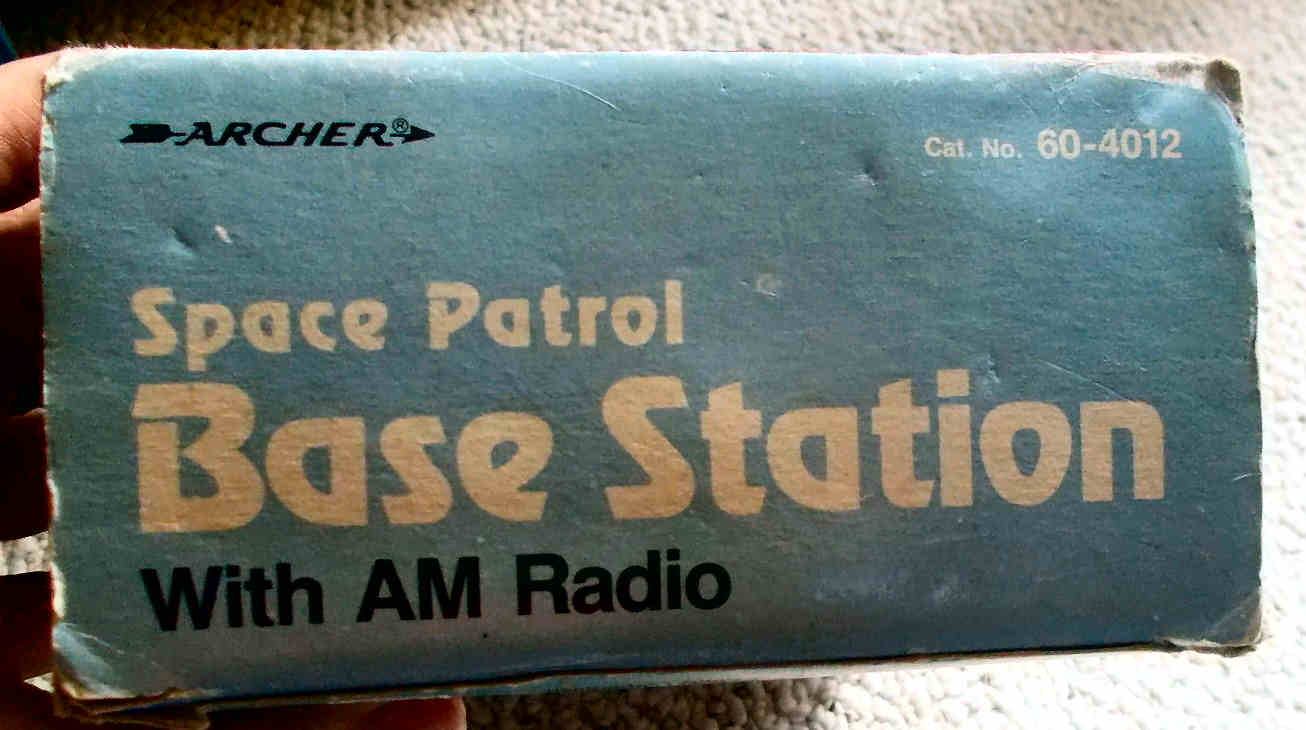 ARCHER®
Cat. No. 60-4012
Space Patrol
Base Station
With AM Radio